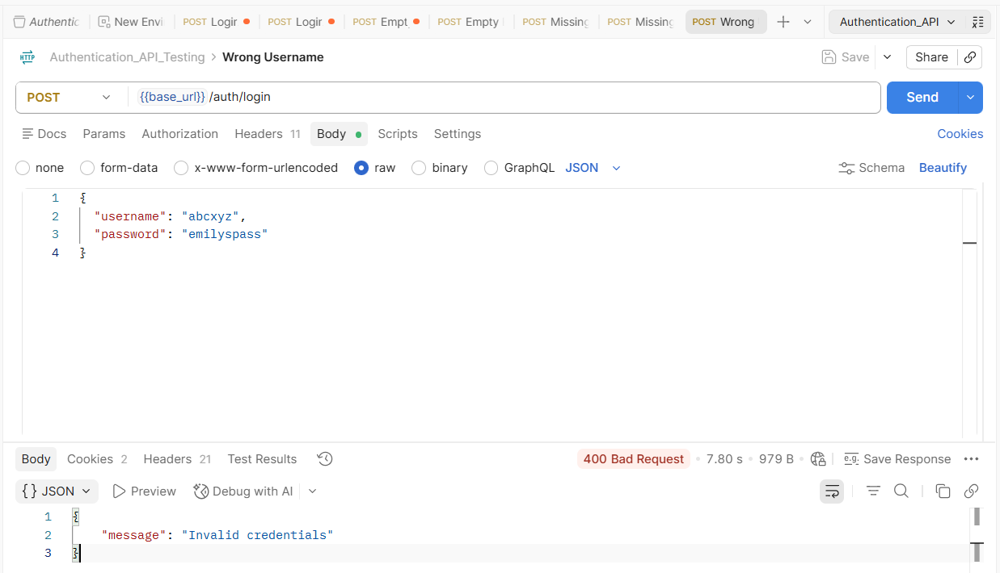 Authentic New Envi POST Login POST Login POST Empt POST Empty POST Missing POST Missing POST Wrong Authentication_API
HTTP Authentication_API_Testing > Wrong Username Save Share
POST {{base_url}} /auth/login Send
Docs Params Authorization Headers 11 Body Scripts Settings Cookies
none form-data x-www-form-urlencoded raw binary GraphQL JSON Schema Beautify
1 {
2 "username": "abcxyz",
3 "password": "emilyspass"
4 }
Body Cookies 2 Headers 21 Test Results 400 Bad Request • 7.80 s • 979 B • e.g. Save Response
{} JSON Preview Debug with AI
1 {
2 "message": "Invalid credentials"
3 }